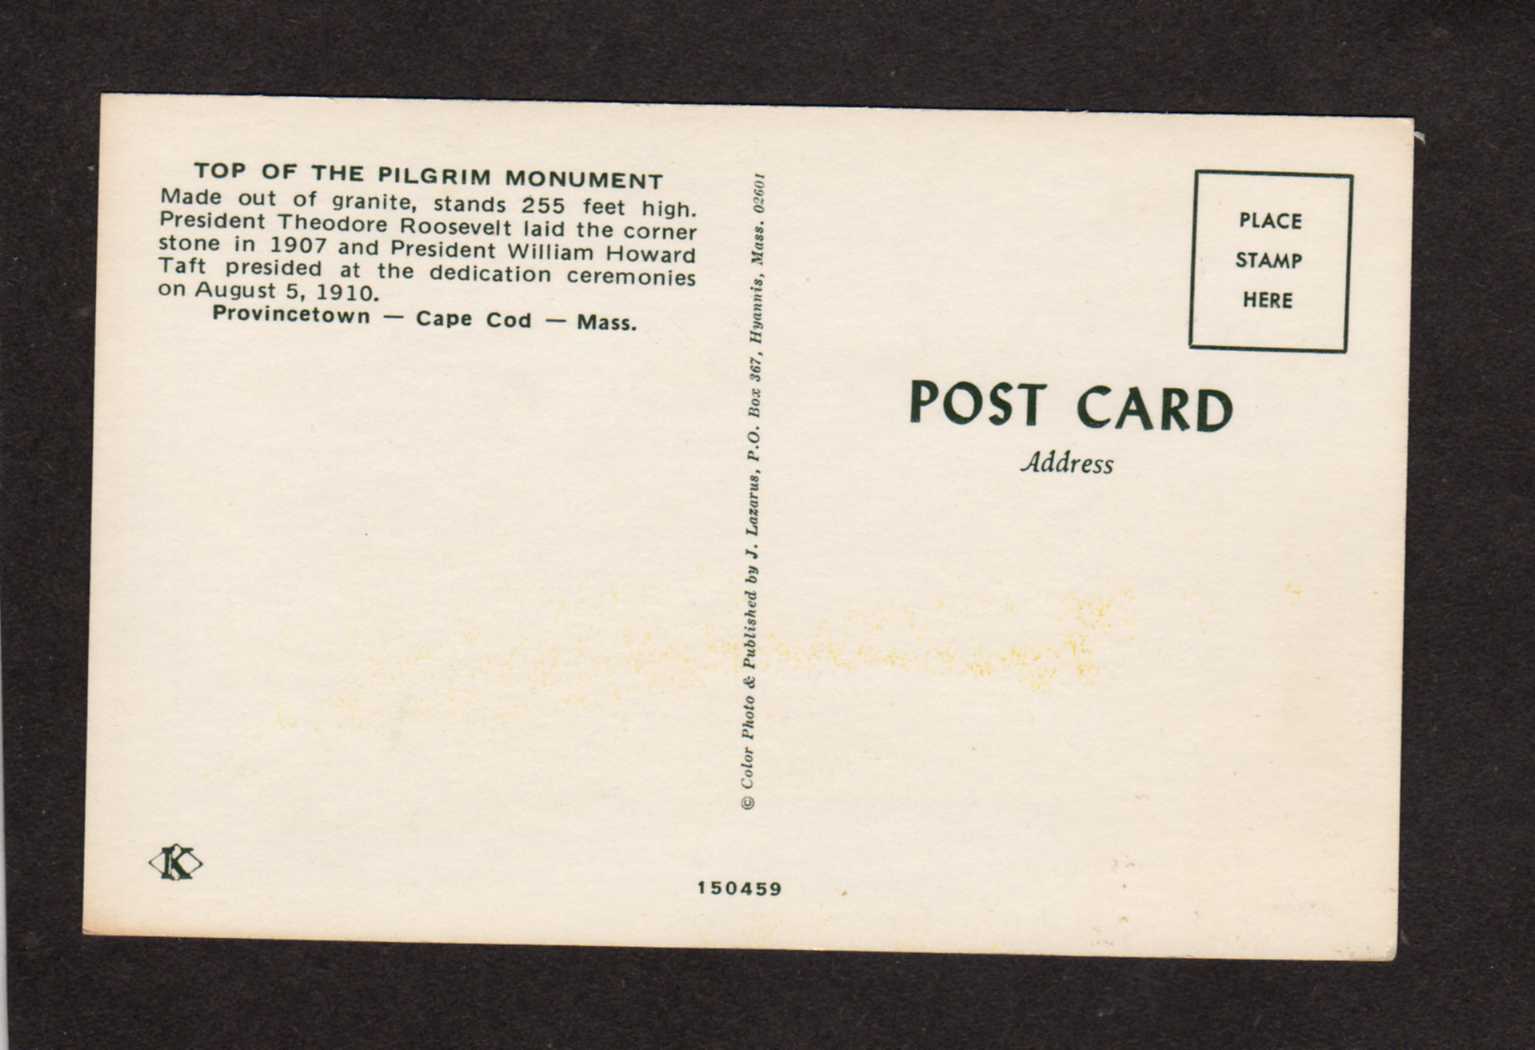 TOP OF THE PILGRIM MONUMENT
Made out of granite, stands 255 feet high.
President Theodore Roosevelt laid the corner
stone in 1907 and President William Howard
Taft presided at the dedication ceremonies
on August 5, 1910.
Provincetown — Cape Cod — Mass.
© Color Photo & Published by J. Lazarus, P.O. Box 367, Hyannis, Mass. 02601
PLACE
STAMP
HERE
POST CARD
Address
K
150459